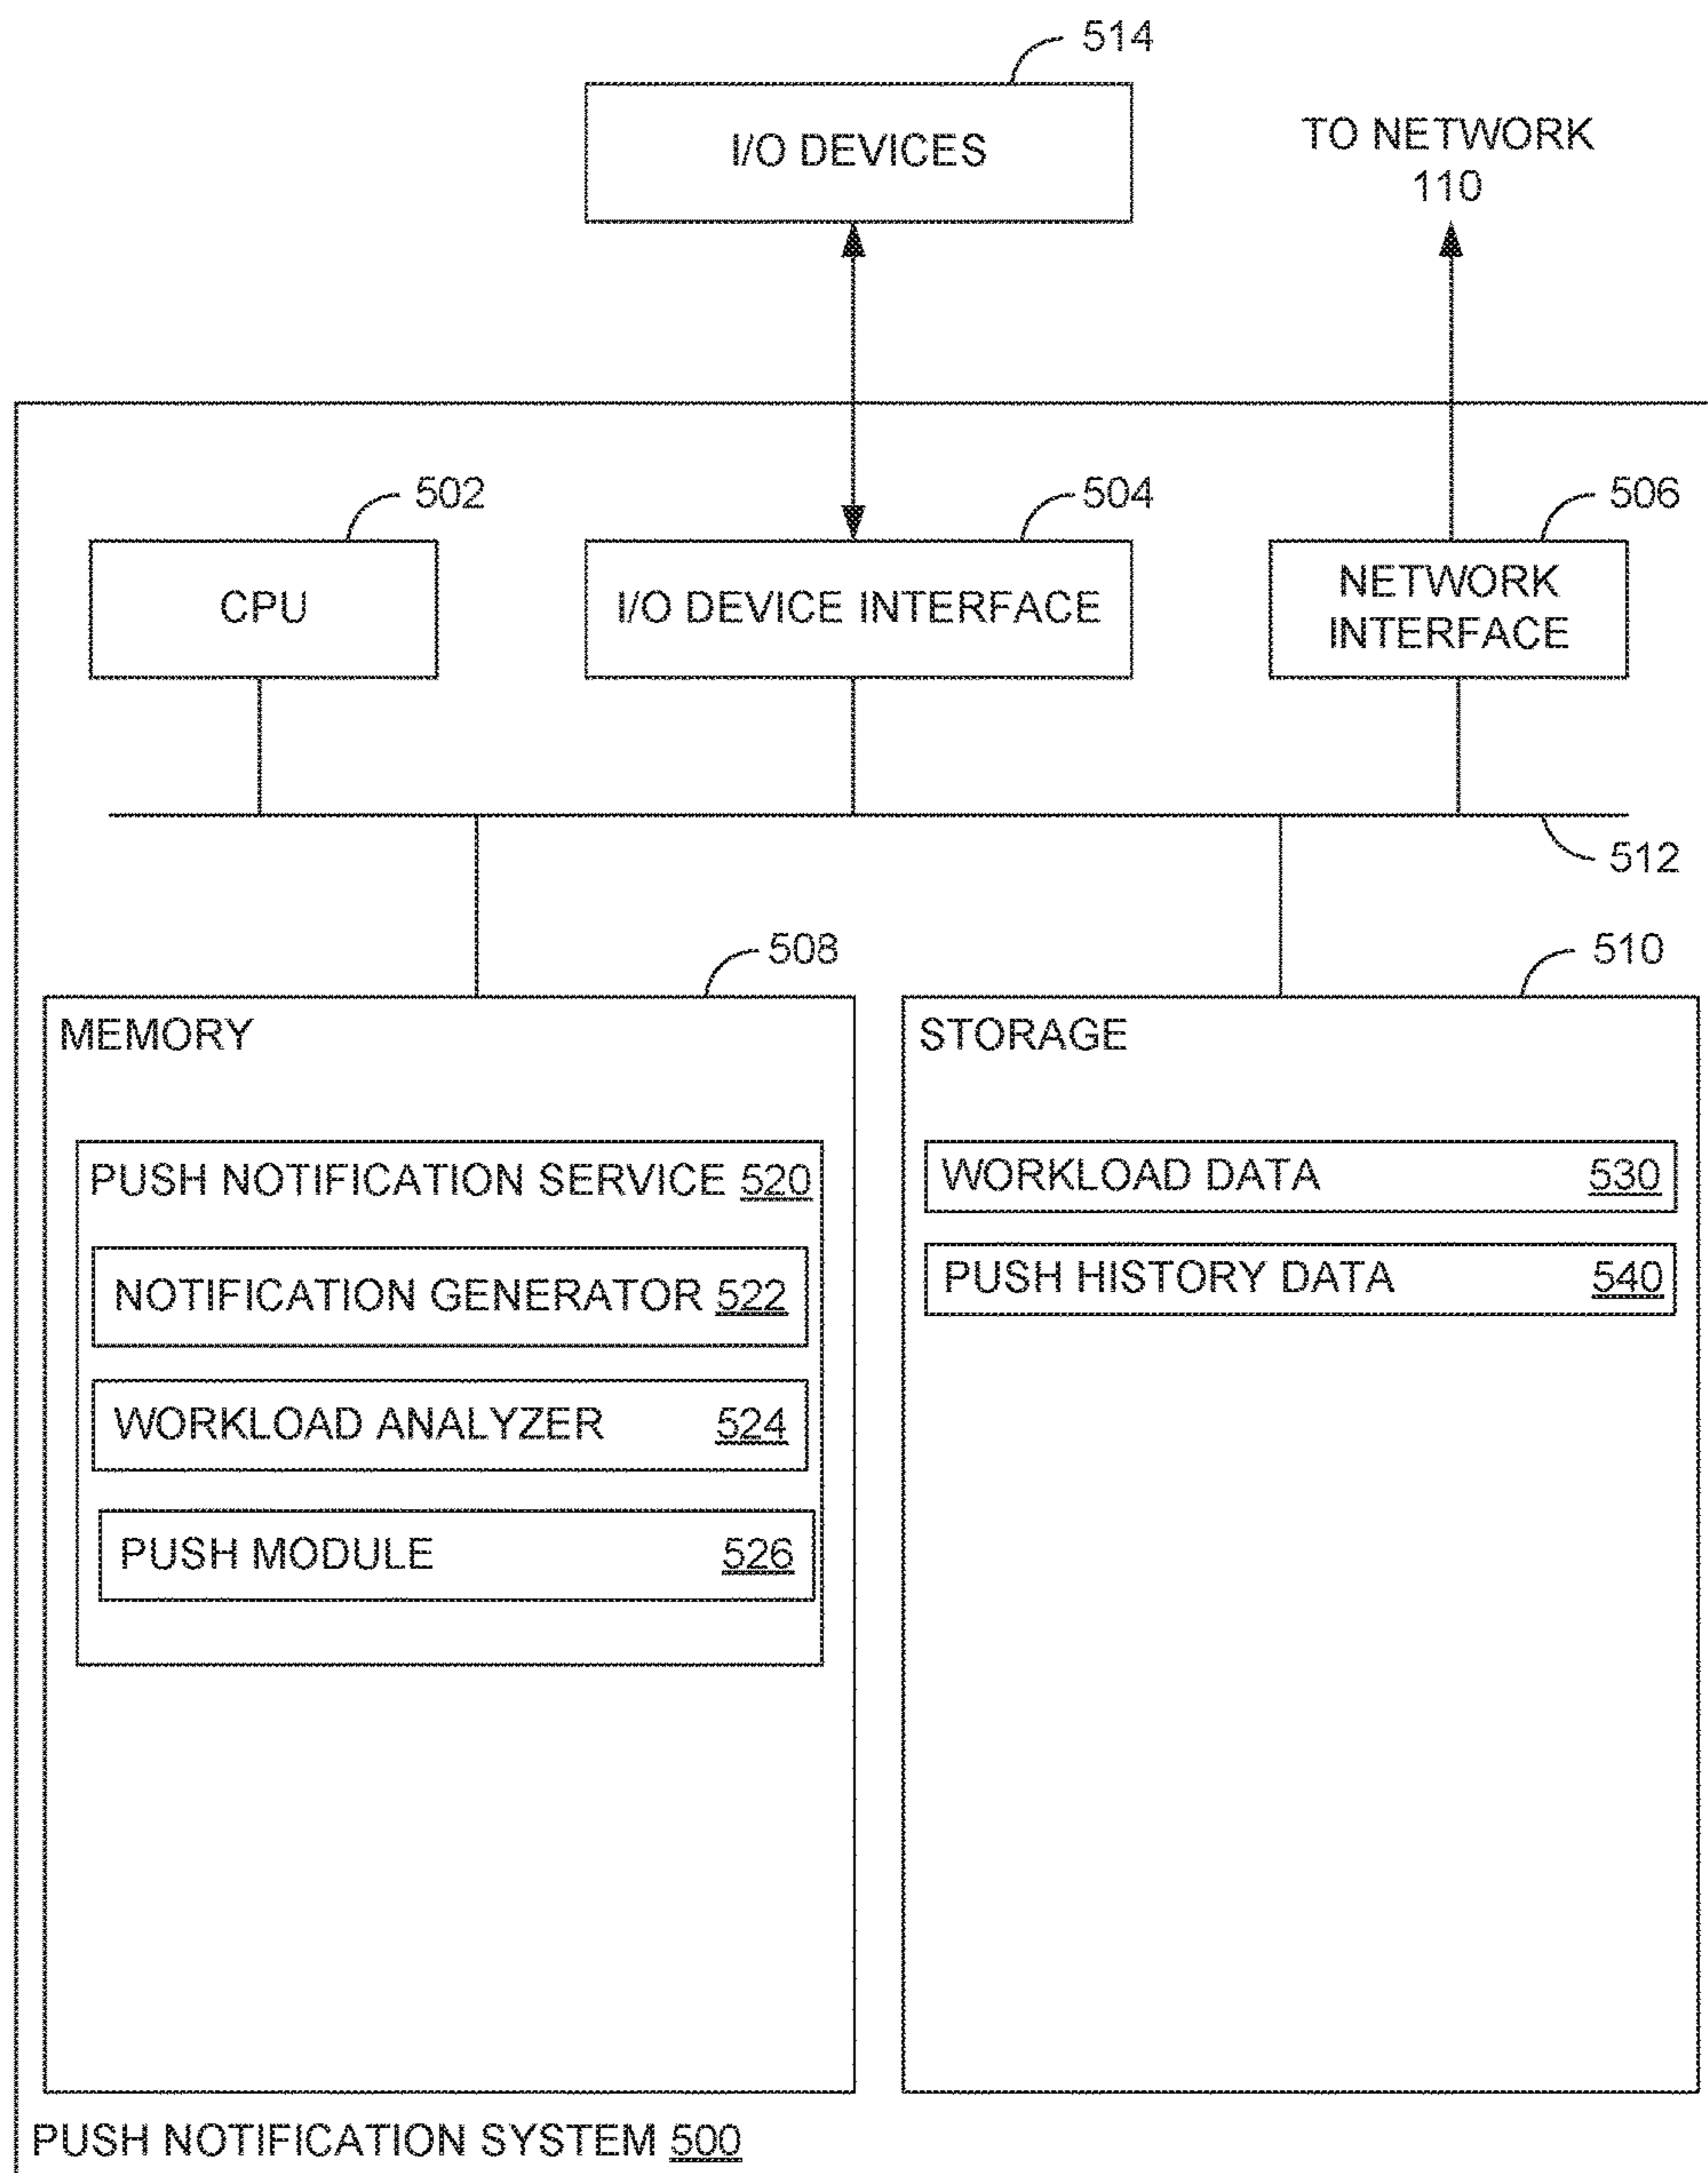 514
I/O DEVICES
TO NETWORK
110
502
504
506
CPU
I/O DEVICE INTERFACE
NETWORK
INTERFACE
512
508
510
MEMORY
STORAGE
PUSH NOTIFICATION SERVICE 520
NOTIFICATION GENERATOR 522
WORKLOAD ANALYZER 524
PUSH MODULE 526
WORKLOAD DATA 530
PUSH HISTORY DATA 540
PUSH NOTIFICATION SYSTEM 500